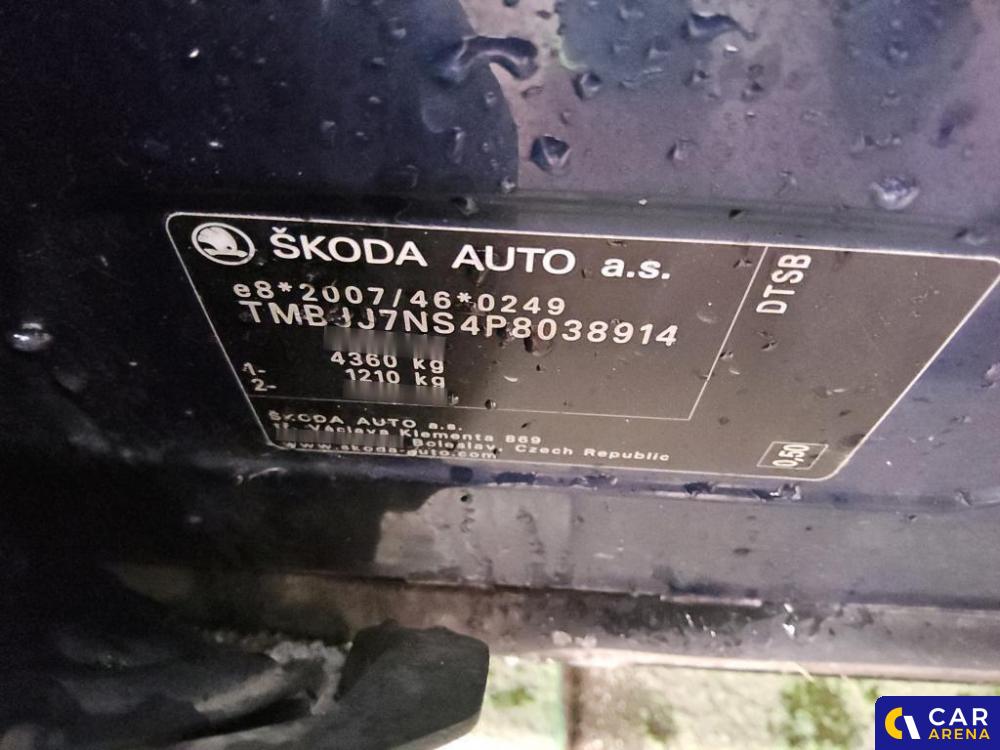 ŠKODA AUTO a.s.
e8*2007/46*0249
TMBJJ7NS4P8038914
4360 kg
1- 1210 kg
2-
DTSB
ŠKODA AUTO a.s.
Václava Klementa 869
Boleslav, Czech Republic
www.skoda-auto.com
0,50
CAR
ARENA